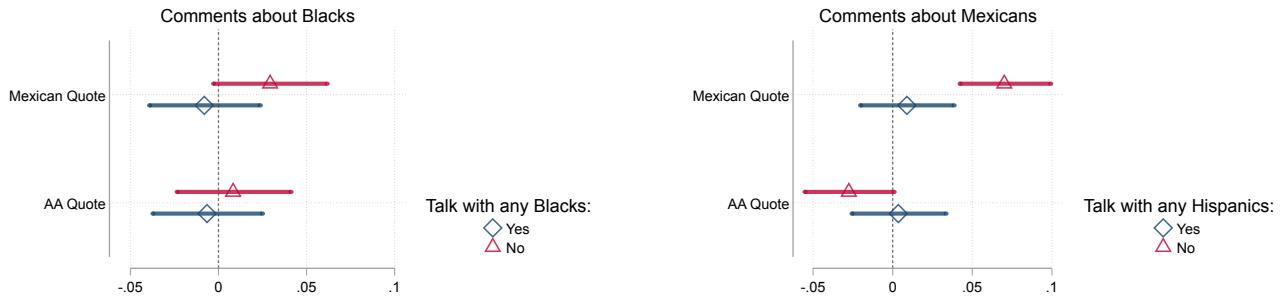 Comments about Blacks
Mexican Quote
AA Quote
-.05 0 .05 .1
Talk with any Blacks:
Yes
No
Comments about Mexicans
Mexican Quote
AA Quote
-.05 0 .05 .1
Talk with any Hispanics:
Yes
No